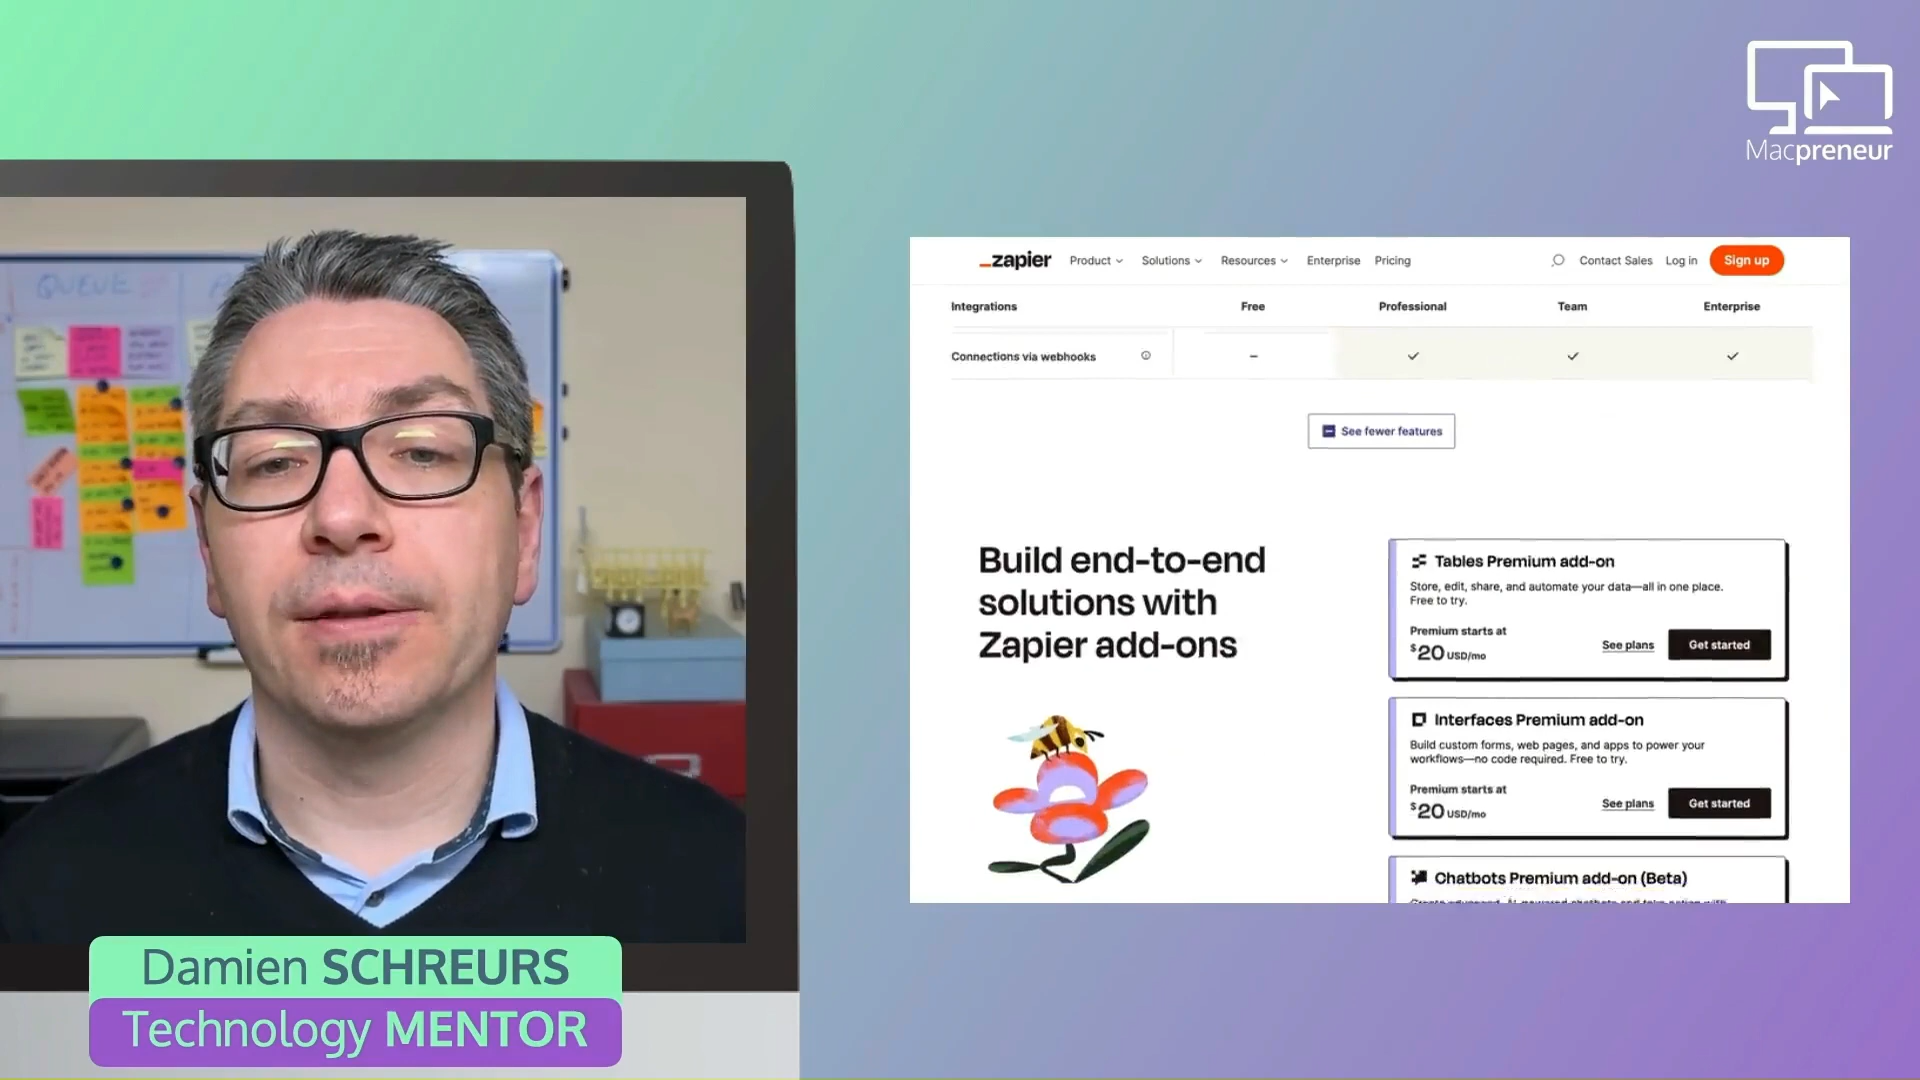 Macpreneur
QUEUE
zapier Product Solutions Resources Enterprise Pricing Contact Sales Log in Sign up
Integrations Free Professional Team Enterprise
Connections via webhooks
See fewer features
Build end-to-end
solutions with
Zapier add-ons
Tables Premium add-on
Store, edit, share, and automate your data—all in one place.
Free to try.
Premium starts at
$20 USD/mo
See plans
Get started
Interfaces Premium add-on
Build custom forms, web pages, and apps to power your
workflows—no code required. Free to try.
Premium starts at
$20 USD/mo
See plans
Get started
Chatbots Premium add-on (Beta)
Damien SCHREURS
Technology MENTOR